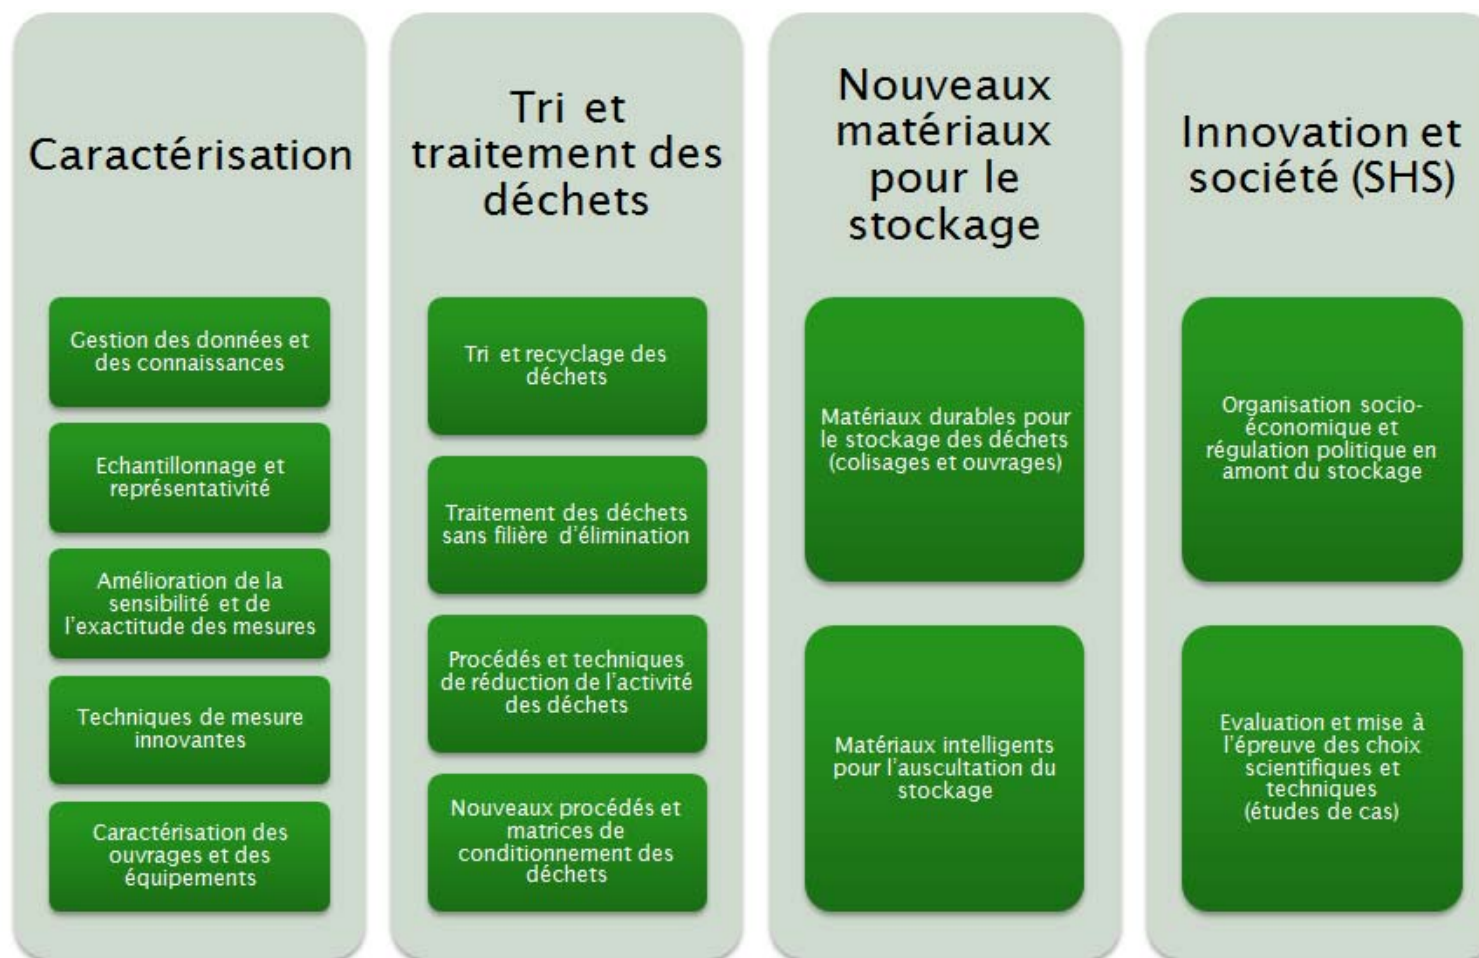 Caractérisation
Gestion des données et
des connaissances
Echantillonnage et
représentativité
Amélioration de la
sensibilité et de
l'exactitude des mesures
Techniques de mesure
innovantes
Caractérisation des
ouvrages et des
équipements
Tri et
traitement des
déchets
Tri et recyclage des
déchets
Traitement des déchets
sans filière d'élimination
Procédés et techniques
de réduction de l'activité
des déchets
Nouveaux procédés et
matrices de
conditionnement des
déchets
Nouveaux
matériaux
pour le
stockage
Matériaux durables pour
le stockage des déchets
(colisages et ouvrages)
Matériaux intelligents
pour l'auscultation du
stockage
Innovation et
société (SHS)
Organisation socio-
économique et
régulation politique en
amont du stockage
Evaluation et mise à
l'épreuve des choix
scientifiques et
techniques
(études de cas)